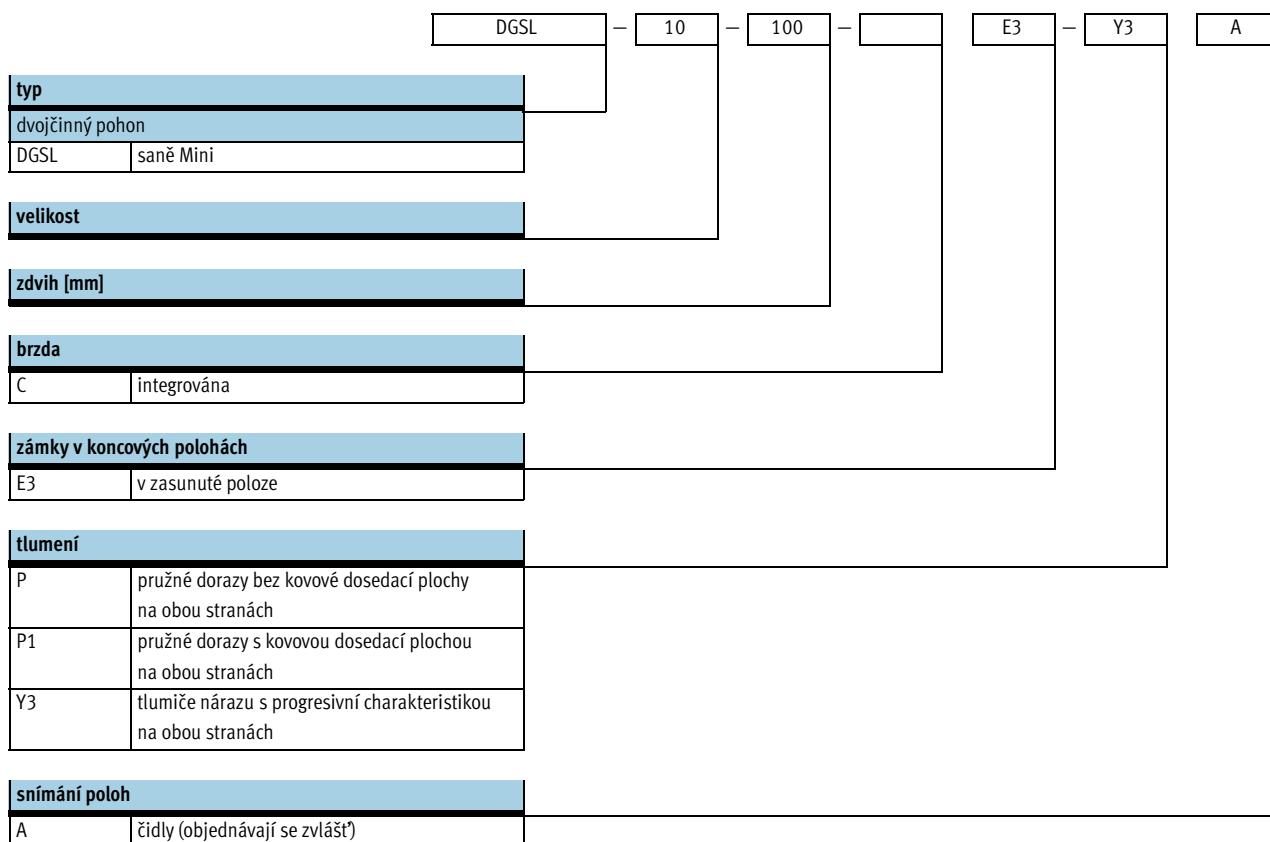 DGSL – 10 – 100 – E3 – Y3 A
typ
dvojčinný pohon
DGSL saně Mini
velikost
zdvih [mm]
brzda
C integrována
zámky v koncových polohách
E3 v zasunuté poloze
tlumení
P pružné dorazy bez kovové dosedací plochy
na obou stranách
P1 pružné dorazy s kovovou dosedací plochou
na obou stranách
Y3 tlumiče nárazu s progresivní charakteristikou
na obou stranách
snímání poloh
A čidly (objednávají se zvlášť)